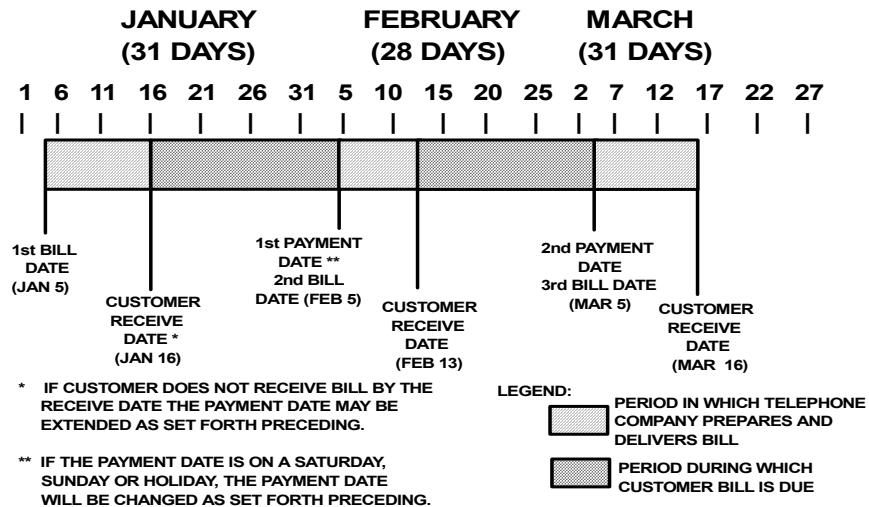 JANUARY FEBRUARY MARCH
(31 DAYS) (28 DAYS) (31 DAYS)
1 6 11 16 21 26 31 5 10 15 20 25 2 7 12 17 22 27
1st BILL
DATE
(JAN 5)
CUSTOMER
RECEIVE
DATE *
(JAN 16)
1st PAYMENT
DATE **
2nd BILL
DATE (FEB 5)
CUSTOMER
RECEIVE
DATE
(FEB 13)
2nd PAYMENT
DATE
3rd BILL DATE
(MAR 5)
CUSTOMER
RECEIVE
DATE
(MAR 16)
* IF CUSTOMER DOES NOT RECEIVE BILL BY THE
RECEIVE DATE THE PAYMENT DATE MAY BE
EXTENDED AS SET FORTH PRECEDING.
** IF THE PAYMENT DATE IS ON A SATURDAY,
SUNDAY OR HOLIDAY, THE PAYMENT DATE
WILL BE CHANGED AS SET FORTH PRECEDING.
LEGEND:
PERIOD IN WHICH TELEPHONE
COMPANY PREPARES AND
DELIVERS BILL
PERIOD DURING WHICH
CUSTOMER BILL IS DUE